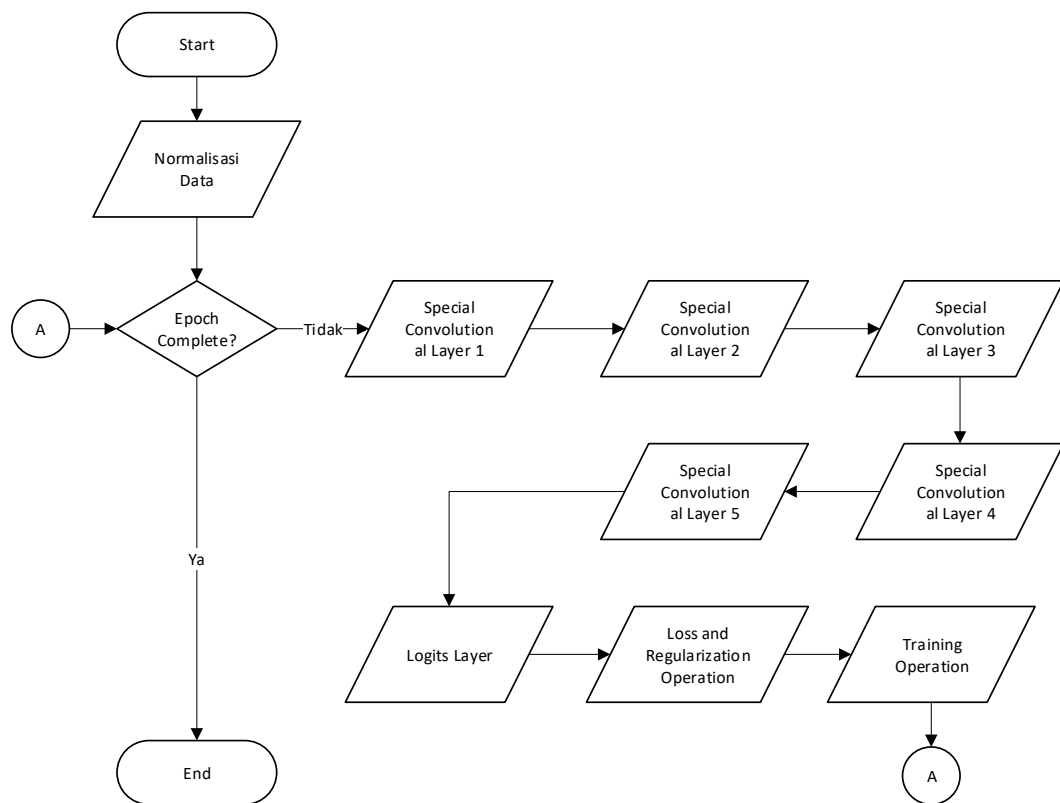 Start
Normalisasi
Data
A
Epoch
Complete?
Tidak
Special
Convolution
al Layer 1
Special
Convolution
al Layer 2
Special
Convolution
al Layer 3
Special
Convolution
al Layer 4
Special
Convolution
al Layer 5
Ya
Logits Layer
Loss and
Regularization
Operation
Training
Operation
End
A